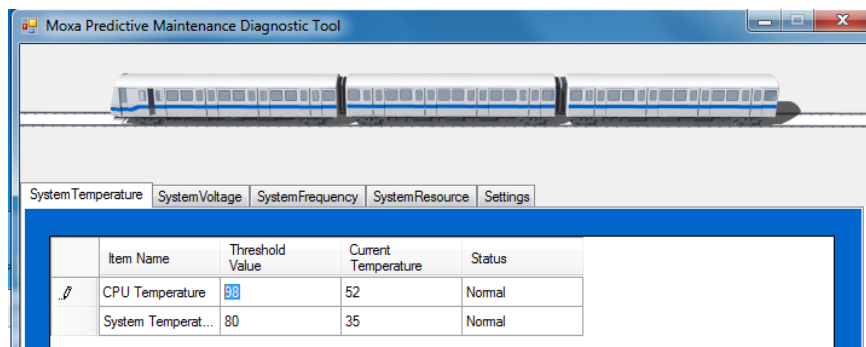 Moxa Predictive Maintenance Diagnostic Tool
SystemTemperature SystemVoltage SystemFrequency SystemResource Settings
Item Name Threshold Value Current Temperature Status
CPU Temperature 98 52 Normal
System Temperat... 80 35 Normal